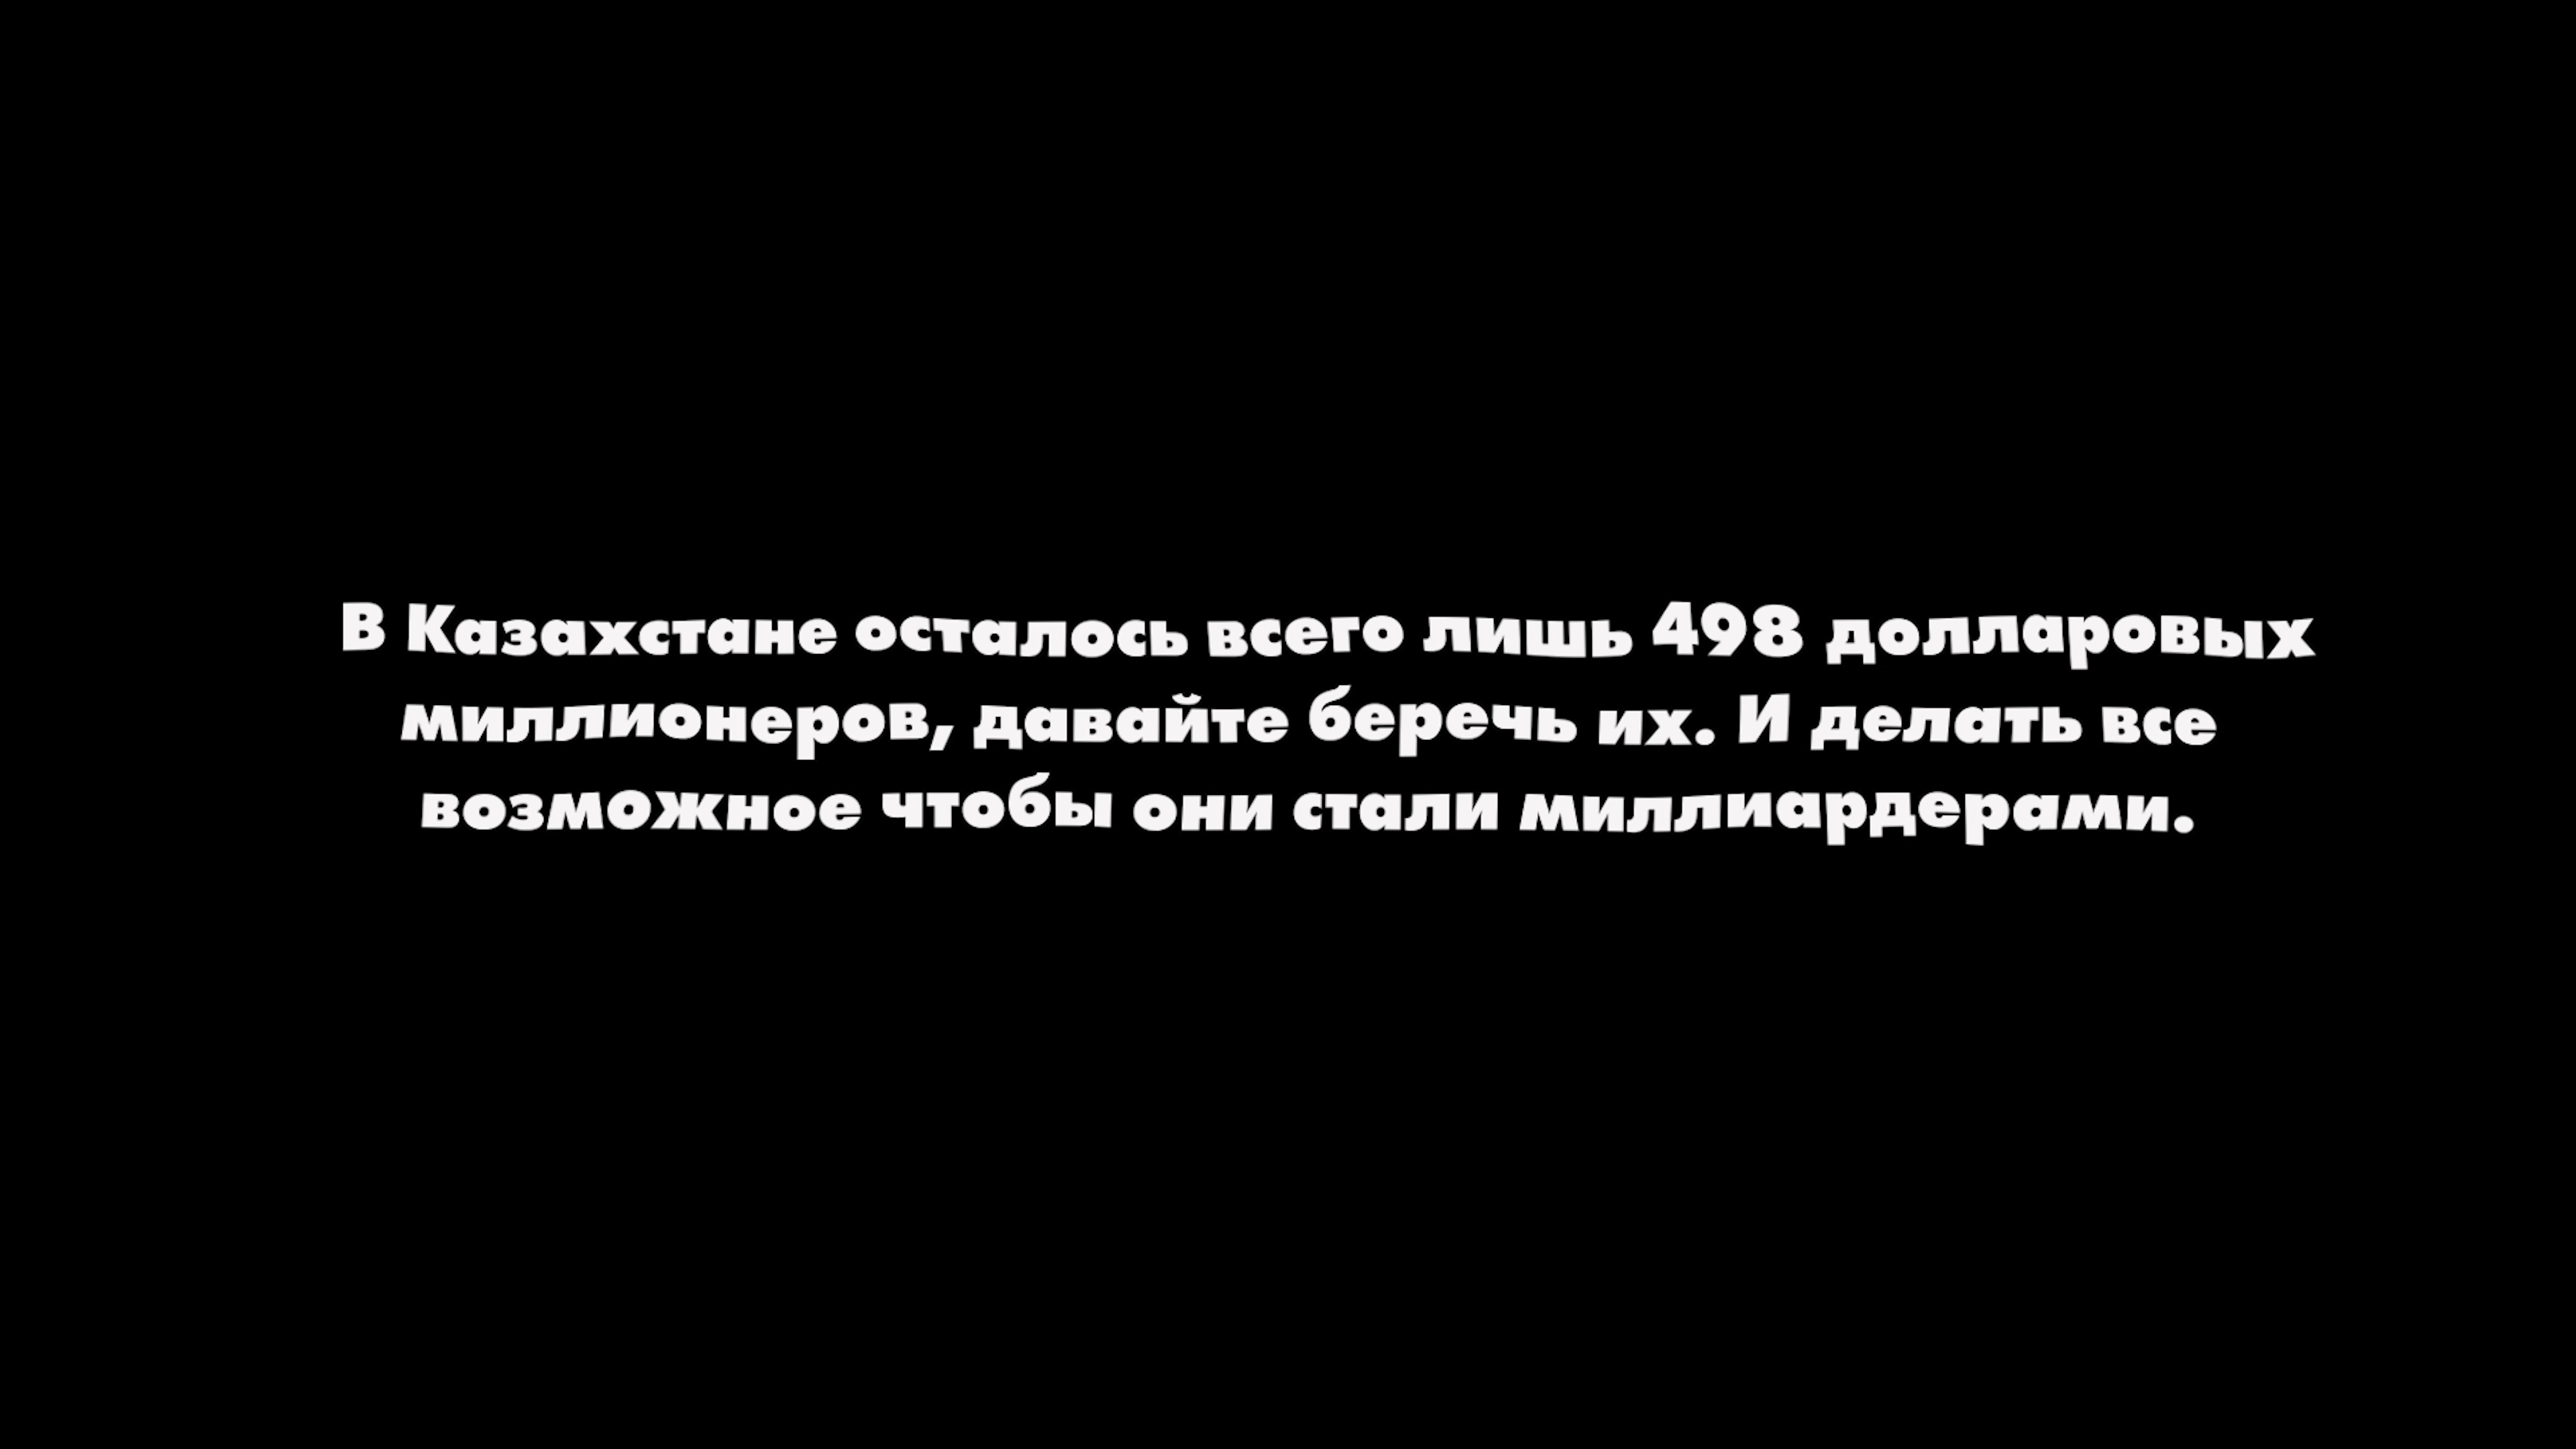 В Казахстане осталось всего лишь 498 долларовых
миллионеров, давайте беречь их. И делать все
возможное чтобы они стали миллиардерами.